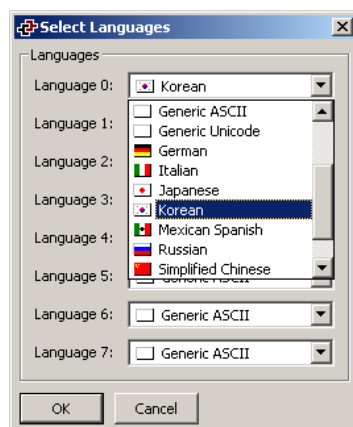 Select Languages
Languages
Language 0: Korean
Generic ASCII
Language 1:
Generic Unicode
German
Language 2:
Italian
Japanese
Language 3:
Korean
Mexican Spanish
Language 4:
Russian
Simplified Chinese
Language 5: Generic ASCII
Language 6: Generic ASCII
Language 7: Generic ASCII
OK Cancel